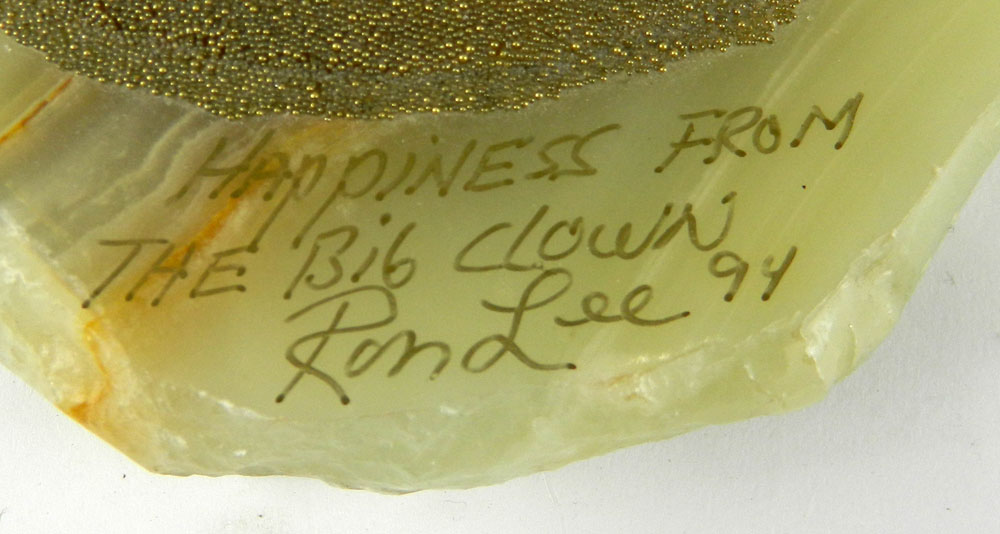 HAppiNESS FROM
THE Big ClOWN
Ron Lee 94